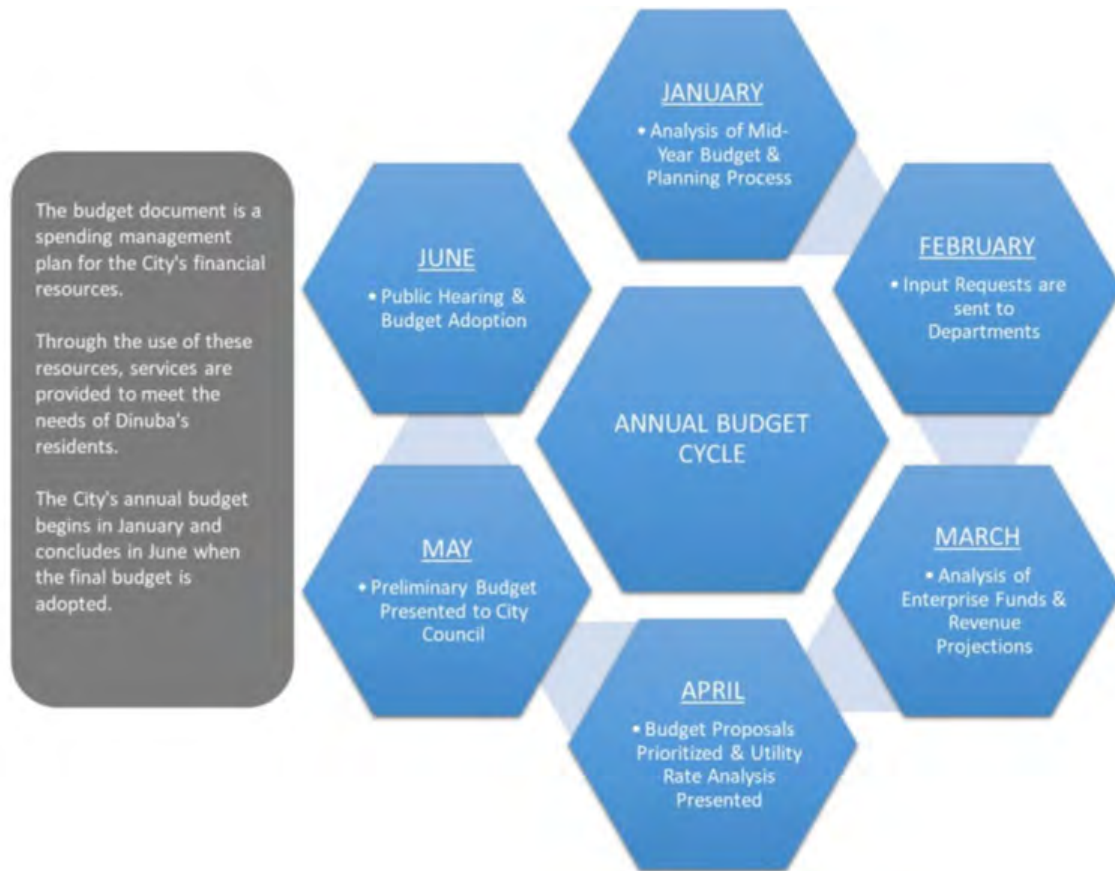 The budget document is a
spending management
plan for the City's financial
resources.
Through the use of these
resources, services are
provided to meet the
needs of Dinuba's
residents.
The City's annual budget
begins in January and
concludes in June when
the final budget is
adopted.
JANUARY
• Analysis of Mid-
Year Budget &
Planning Process
FEBRUARY
• Input Requests are
sent to
Departments
MARCH
• Analysis of
Enterprise Funds &
Revenue
Projections
APRIL
• Budget Proposals
Prioritized & Utility
Rate Analysis
Presented
MAY
• Preliminary Budget
Presented to City
Council
JUNE
• Public Hearing &
Budget Adoption
ANNUAL BUDGET
CYCLE